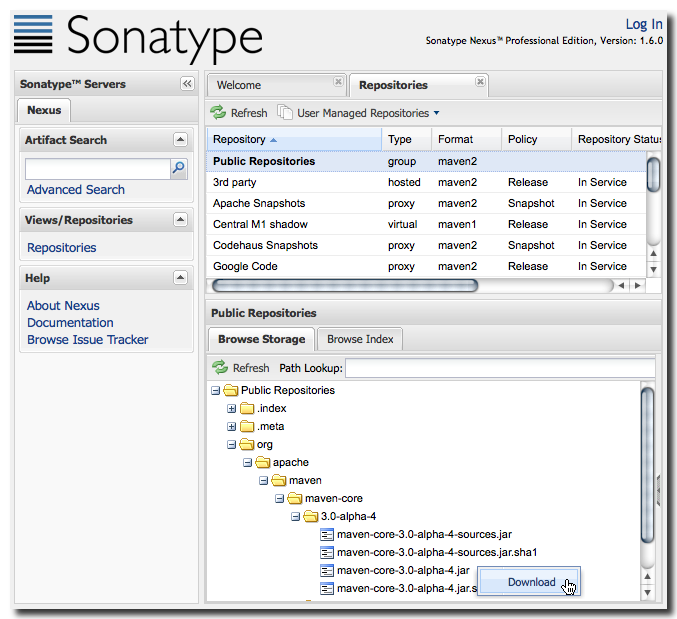 Sonatype
Log In
Sonatype Nexus™ Professional Edition, Version: 1.6.0
Sonatype™ Servers
Nexus
Artifact Search
Advanced Search
Views/Repositories
Repositories
Help
About Nexus
Documentation
Browse Issue Tracker
Welcome Repositories
Refresh User Managed Repositories
Repository Type Format Policy Repository Status
Public Repositories group maven2
3rd party hosted maven2 Release In Service
Apache Snapshots proxy maven2 Snapshot In Service
Central M1 shadow virtual maven1 Release In Service
Codehaus Snapshots proxy maven2 Snapshot In Service
Google Code proxy maven2 Release In Service
Public Repositories
Browse Storage Browse Index
Refresh Path Lookup:
Public Repositories
.index
.meta
org
apache
maven
maven-core
3.0-alpha-4
maven-core-3.0-alpha-4-sources.jar
maven-core-3.0-alpha-4-sources.jar.sha1
maven-core-3.0-alpha-4.jar
Download
maven-core-3.0-alpha-4.jar.s